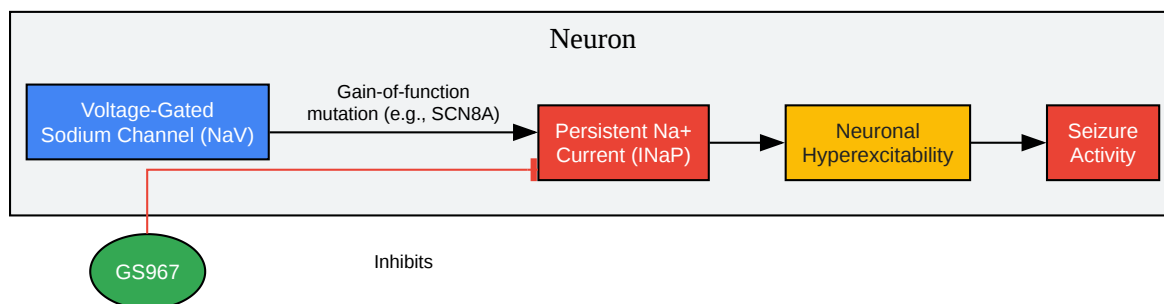 Neuron
Voltage-Gated
Sodium Channel (NaV)
Gain-of-function
mutation (e.g., SCN8A)
Persistent Na+
Current (INaP)
Neuronal
Hyperexcitability
Seizure
Activity
GS967
Inhibits